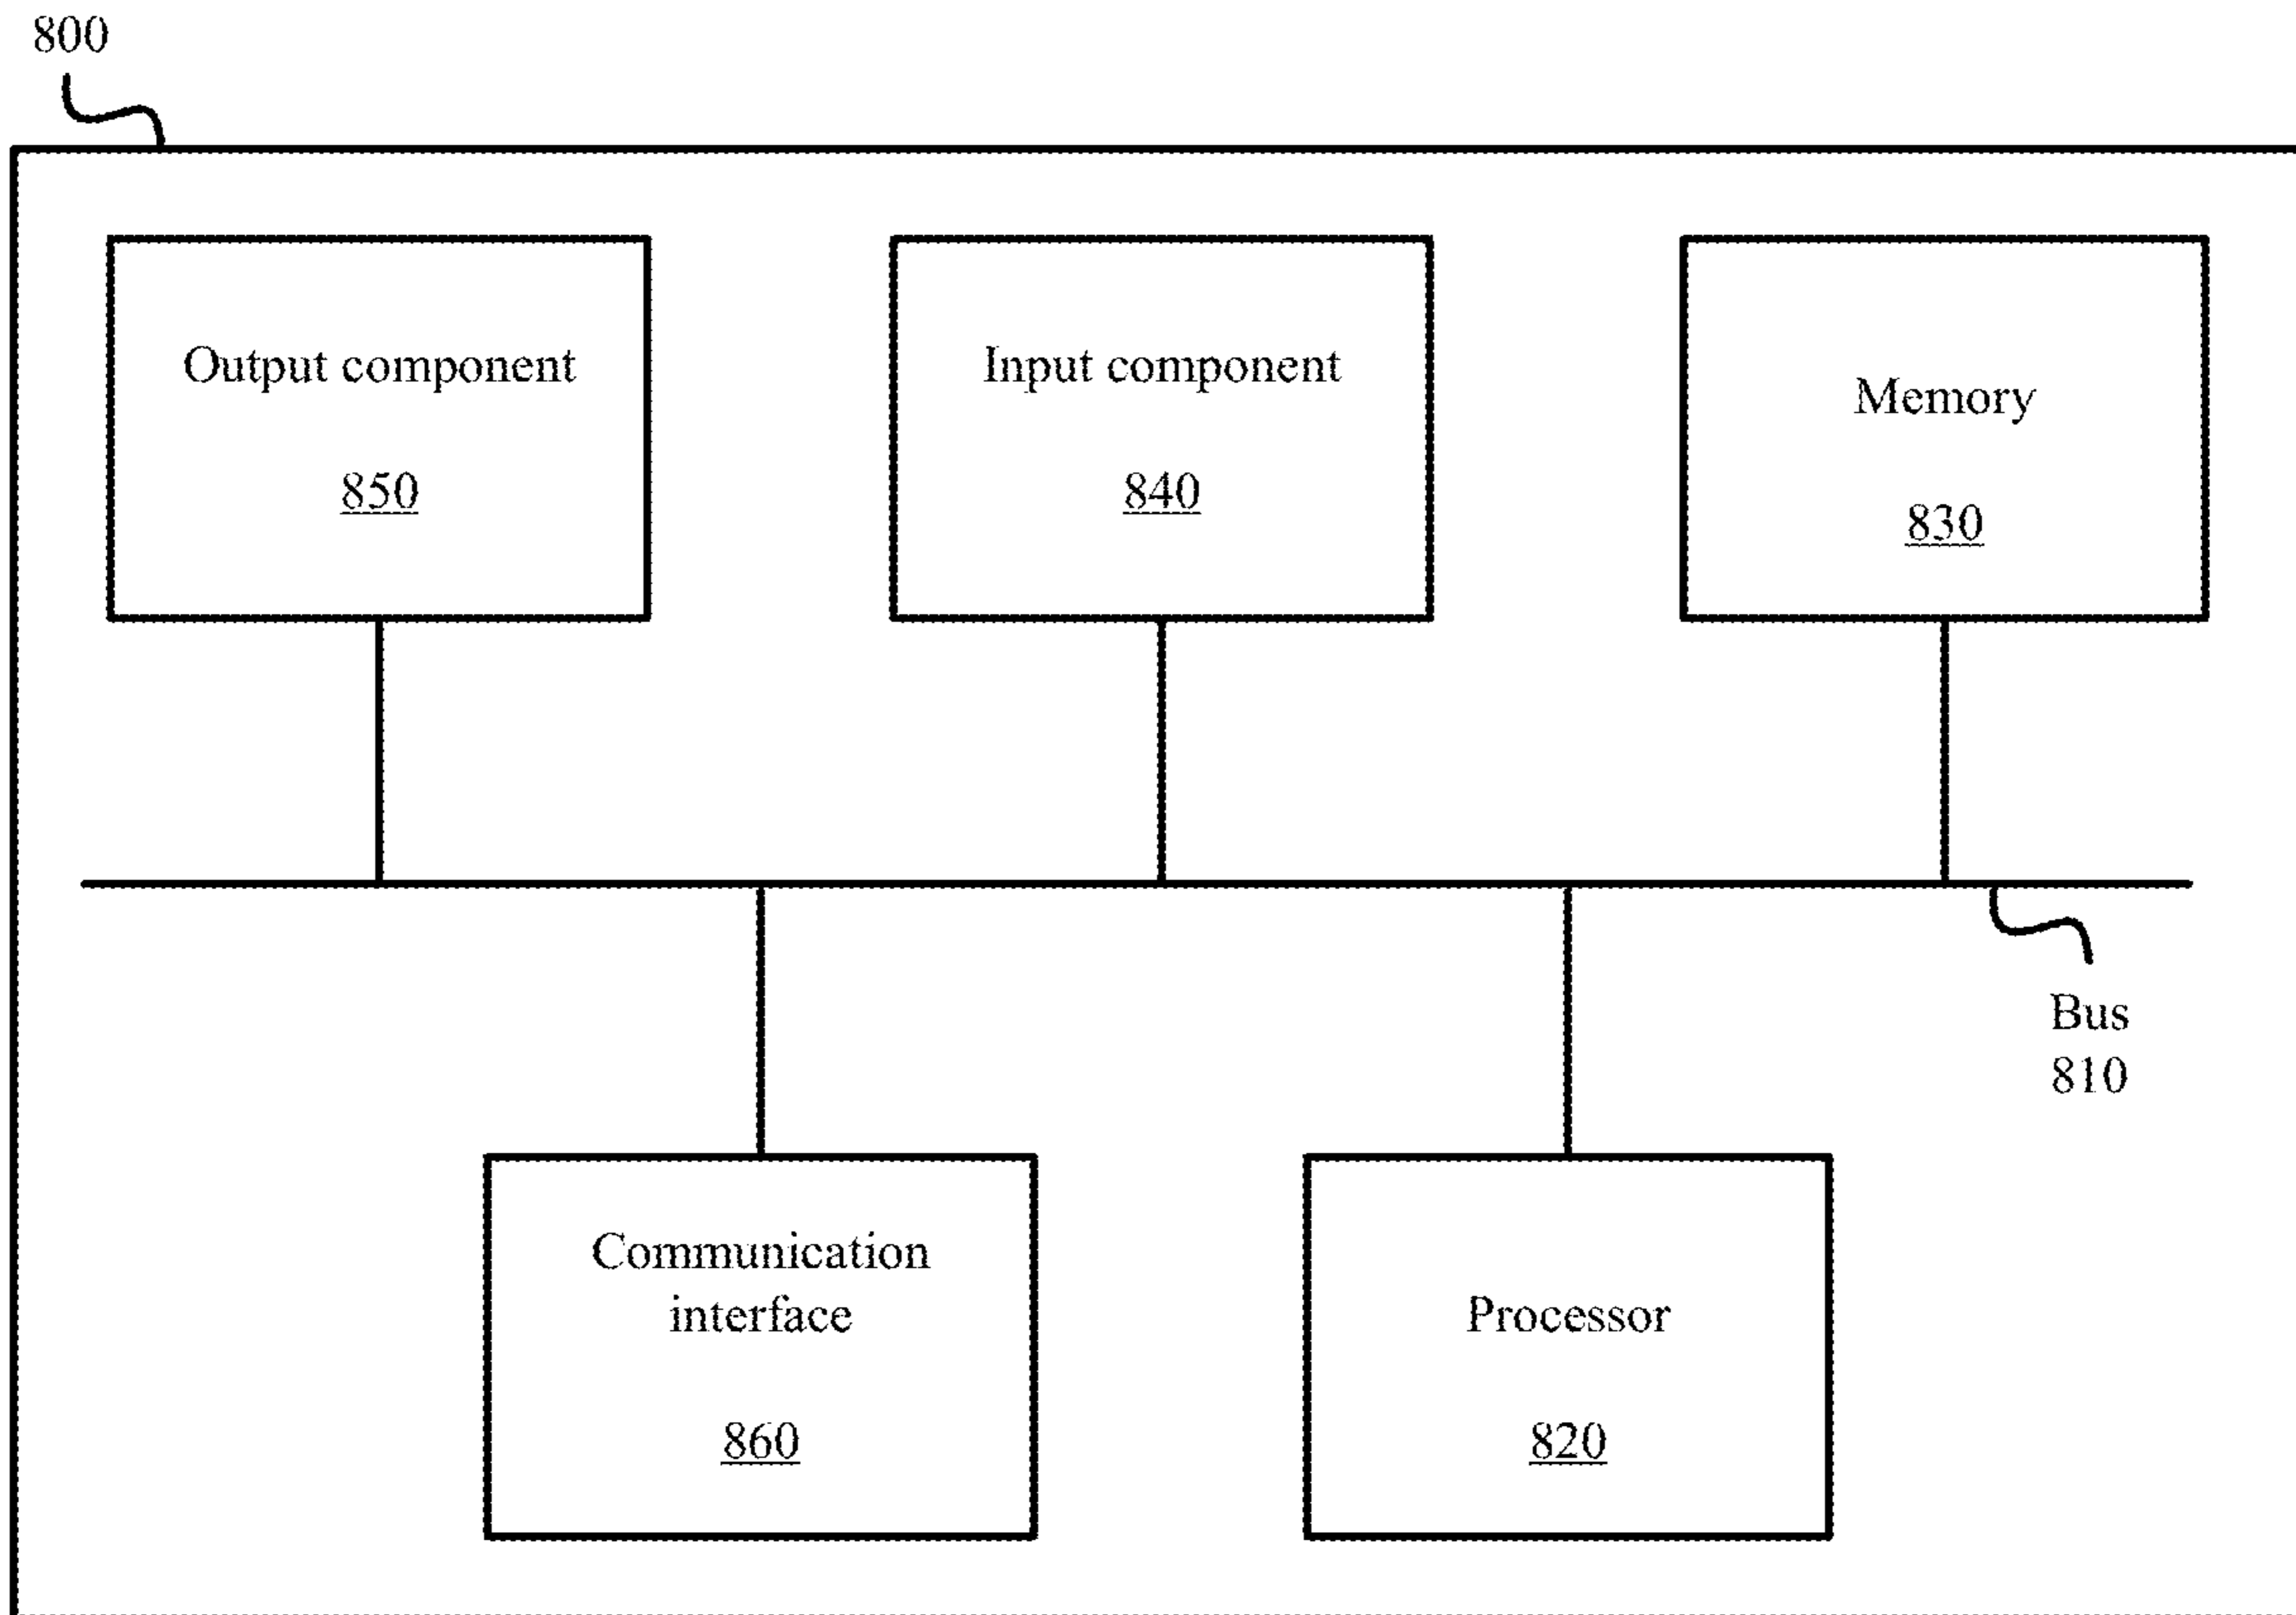 800
Output component
850
Input component
840
Memory
830
Bus
810
Communication
interface
860
Processor
820